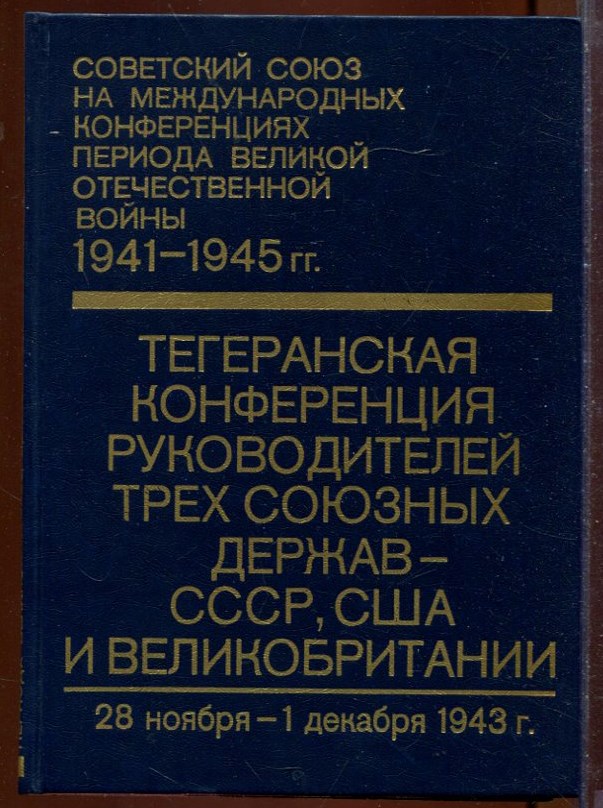 СОВЕТСКИЙ СОЮЗ
НА МЕЖДУНАРОДНЫХ
КОНФЕРЕНЦИЯХ
ПЕРИОДА ВЕЛИКОЙ
ОТЕЧЕСТВЕННОЙ
ВОЙНЫ
1941–1945 гг.
ТЕГЕРАНСКАЯ
КОНФЕРЕНЦИЯ
РУКОВОДИТЕЛЕЙ
ТРЕХ СОЮЗНЫХ
ДЕРЖАВ–
СССР, США
И ВЕЛИКОБРИТАНИИ
28 ноября–1 декабря 1943 г.